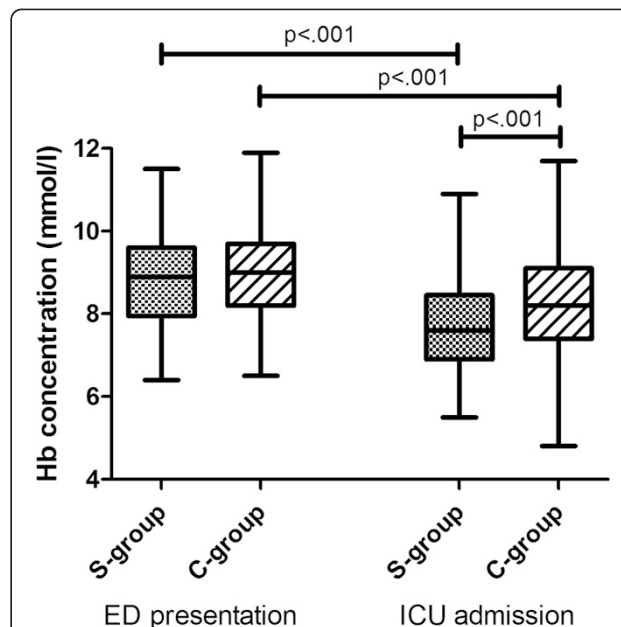 p<.001
p<.001
p<.001
Hb concentration (mmol/l)
12
10
8
6
4
S-group
C-group
S-group
C-group
ED presentation
ICU admission